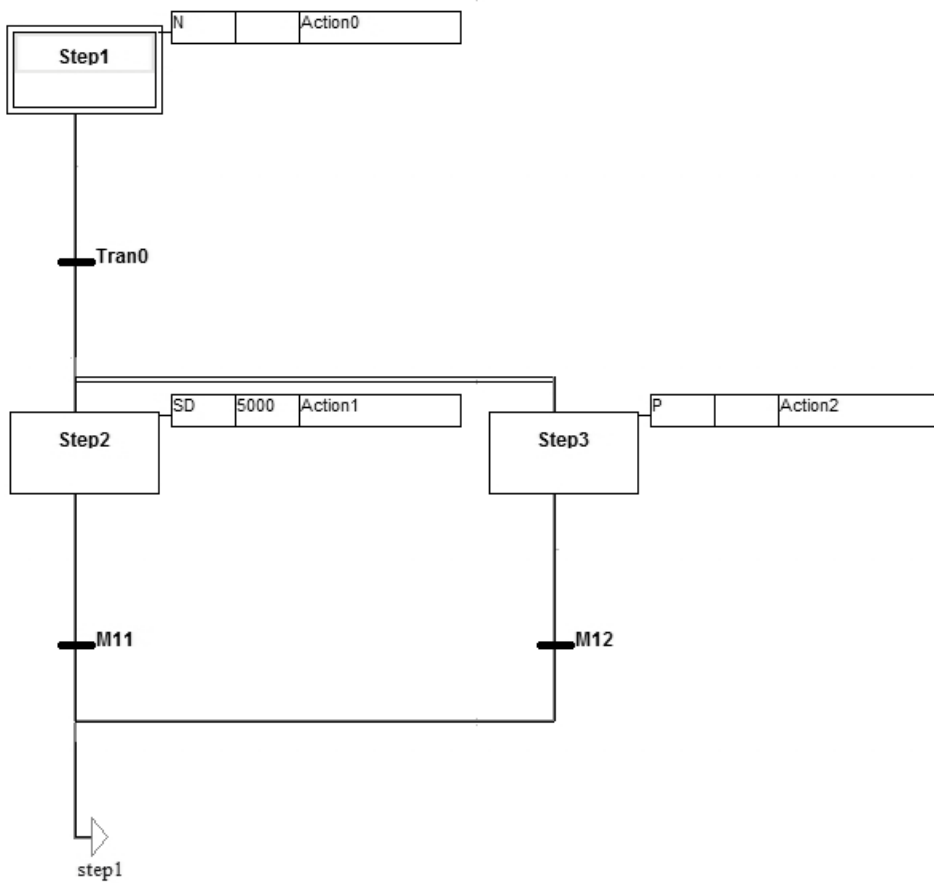 N Action0
Step1
Tran0
SD 5000 Action1
P Action2
Step2
Step3
M11
M12
step1